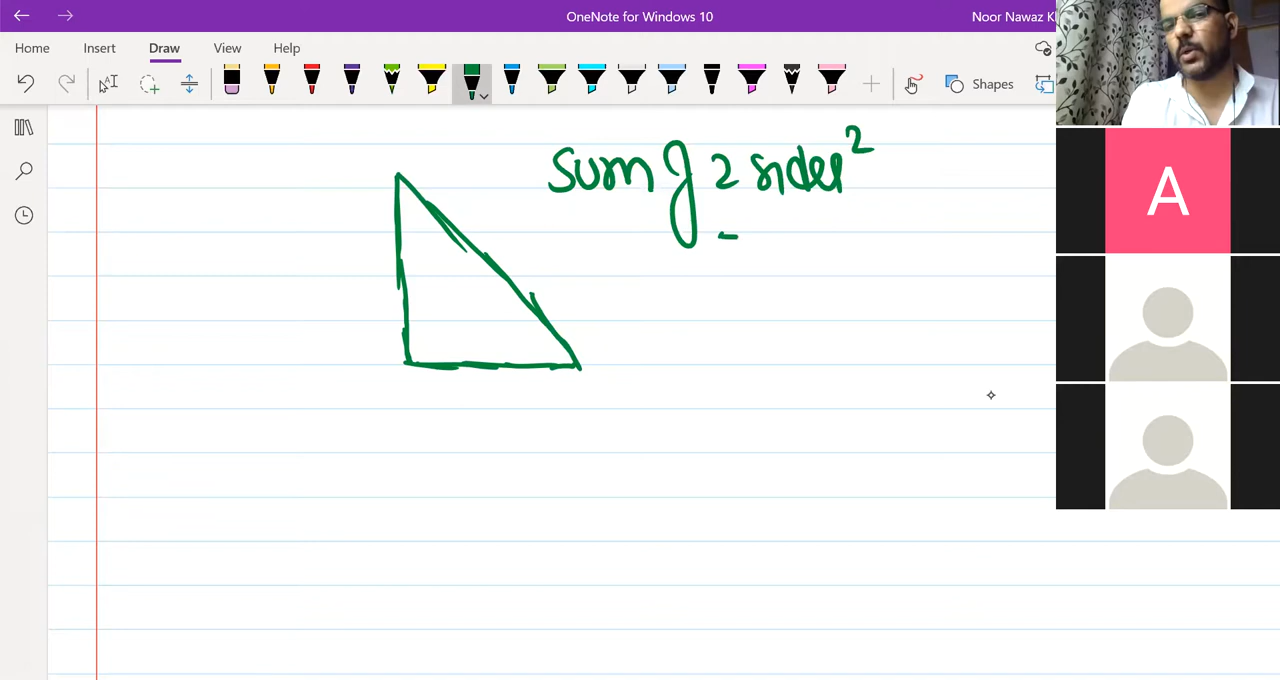 OneNote for Windows 10
Noor Nawaz K
Home Insert Draw View Help
Shapes
sum of 2 sides²
A